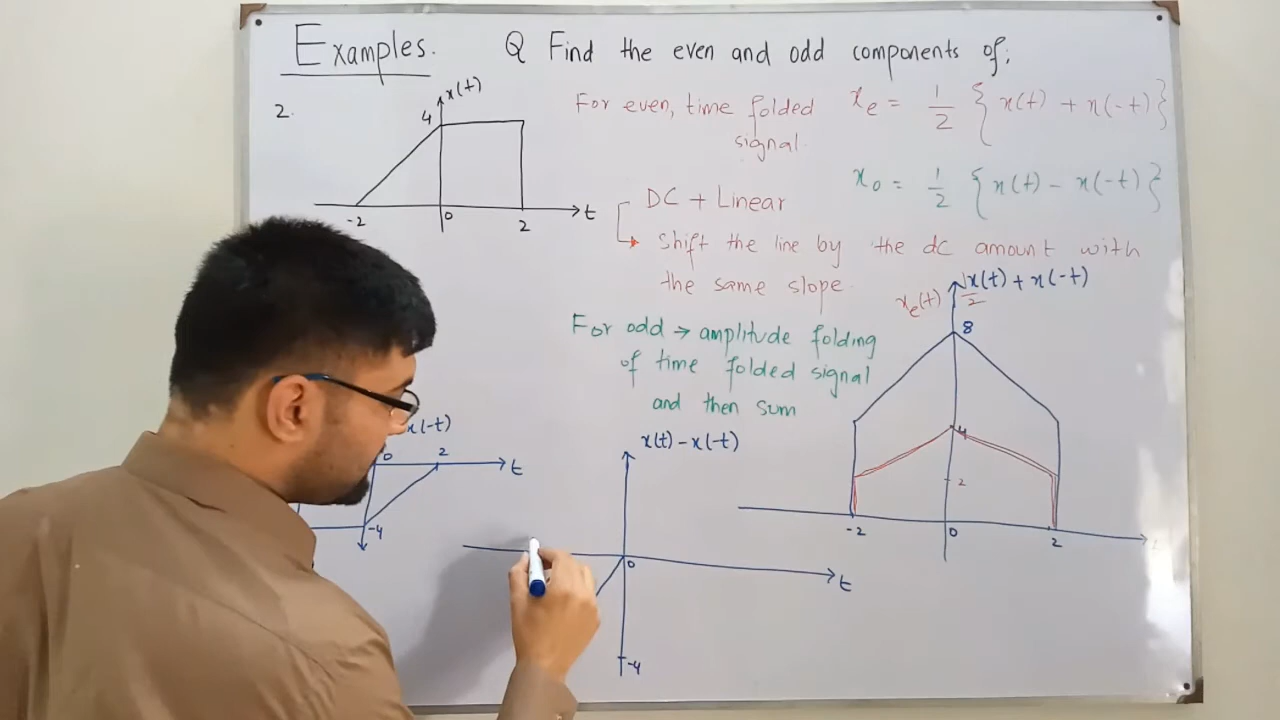 Examples. Q Find the even and odd components of:
2.
x(t)
4
-2 0 2 t
For even, time folded
signal.
xe = 1/2 { x(t) + x(-t) }
xo = 1/2 { x(t) - x(-t) }
DC + Linear
→ Shift the line by the dc amount with
the same slope.
For odd → amplitude folding
of time folded signal
and then sum
xe(t)
x(t) + x(-t)
2
8
4
2
-2 0 2
x(-t)
0 2 t
-4
x(t) - x(-t)
0 t
-4